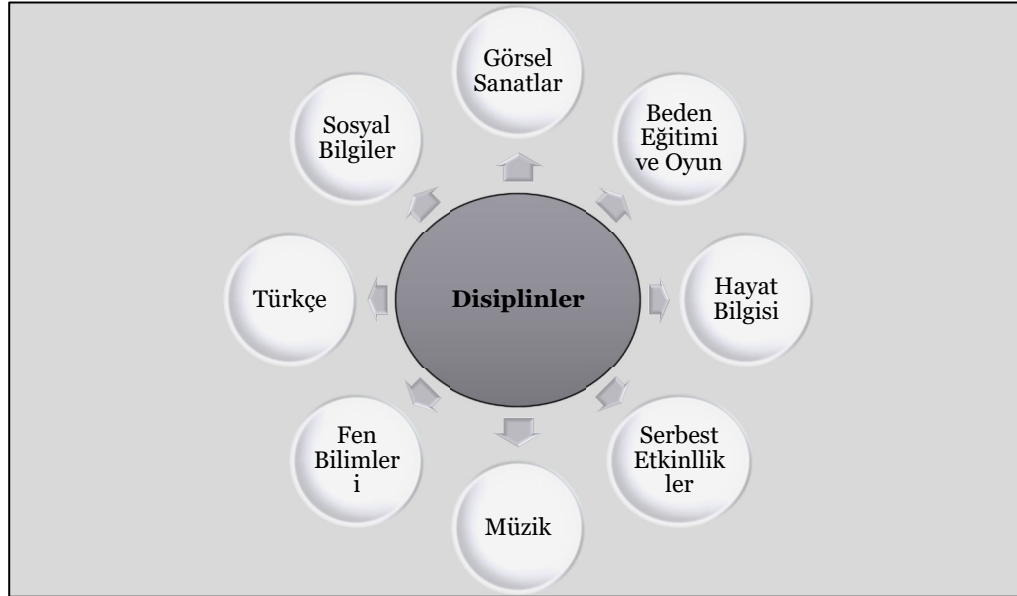 Görsel
Sanatlar
Beden
Eğitimi
ve Oyun
Sosyal
Bilgiler
Disiplinler
Türkçe
Hayat
Bilgisi
Fen
Bilimler
i
Serbest
Etkinllik
ler
Müzik